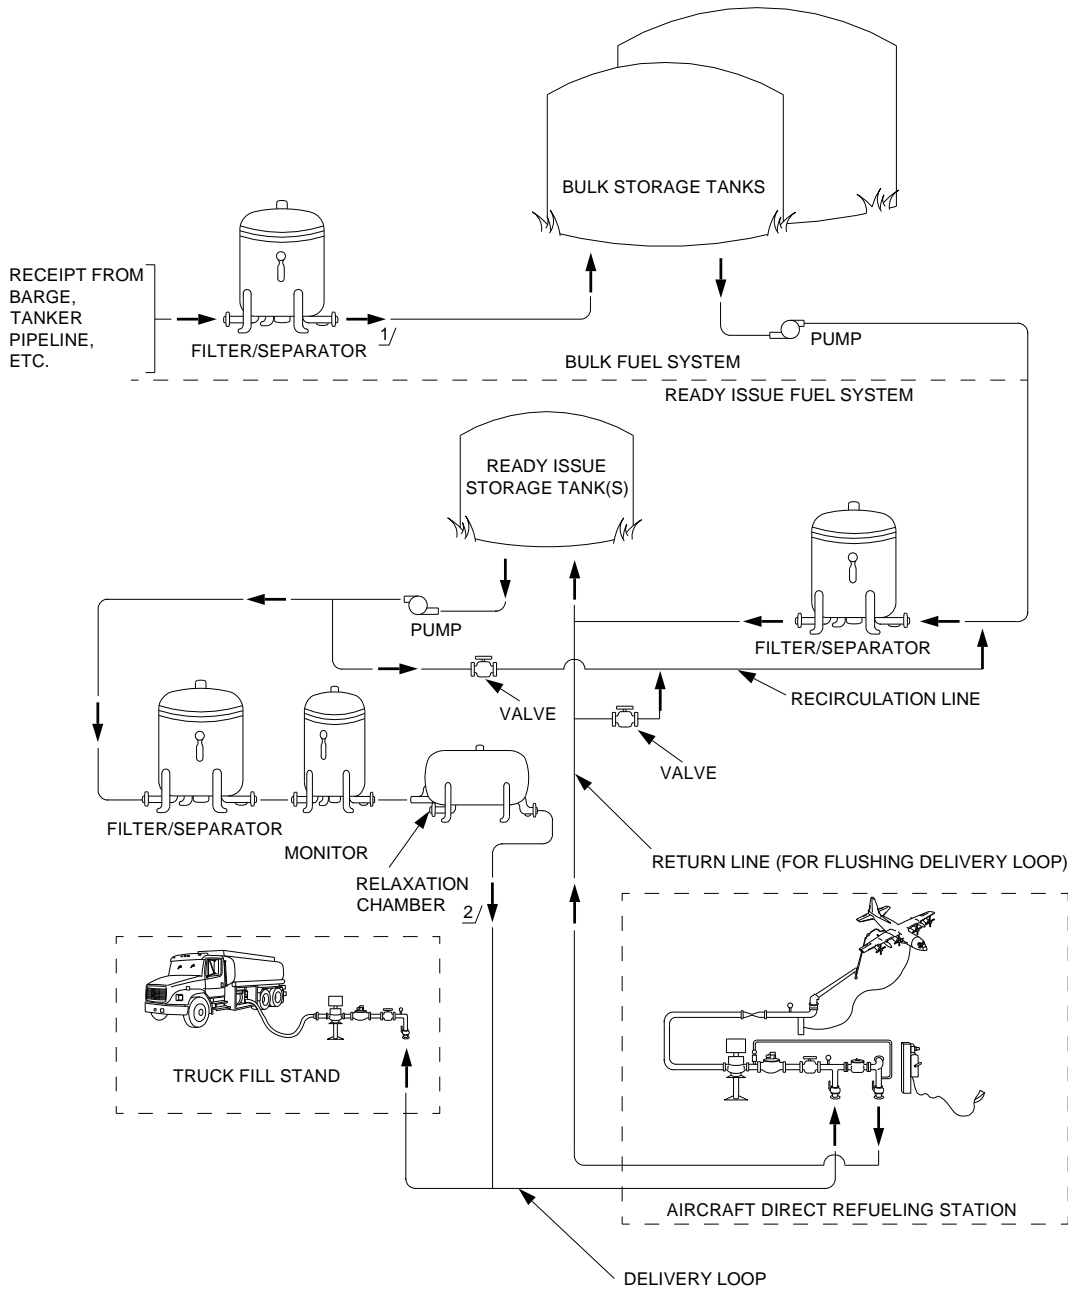 BULK STORAGE TANKS
RECEIPT FROM
BARGE,
TANKER
PIPELINE,
ETC.
1/
FILTER/SEPARATOR
PUMP
BULK FUEL SYSTEM
READY ISSUE FUEL SYSTEM
READY ISSUE
STORAGE TANK(S)
PUMP
FILTER/SEPARATOR
RECIRCULATION LINE
VALVE
VALVE
FILTER/SEPARATOR
MONITOR
RELAXATION
CHAMBER
2/
RETURN LINE (FOR FLUSHING DELIVERY LOOP)
TRUCK FILL STAND
AIRCRAFT DIRECT REFUELING STATION
DELIVERY LOOP